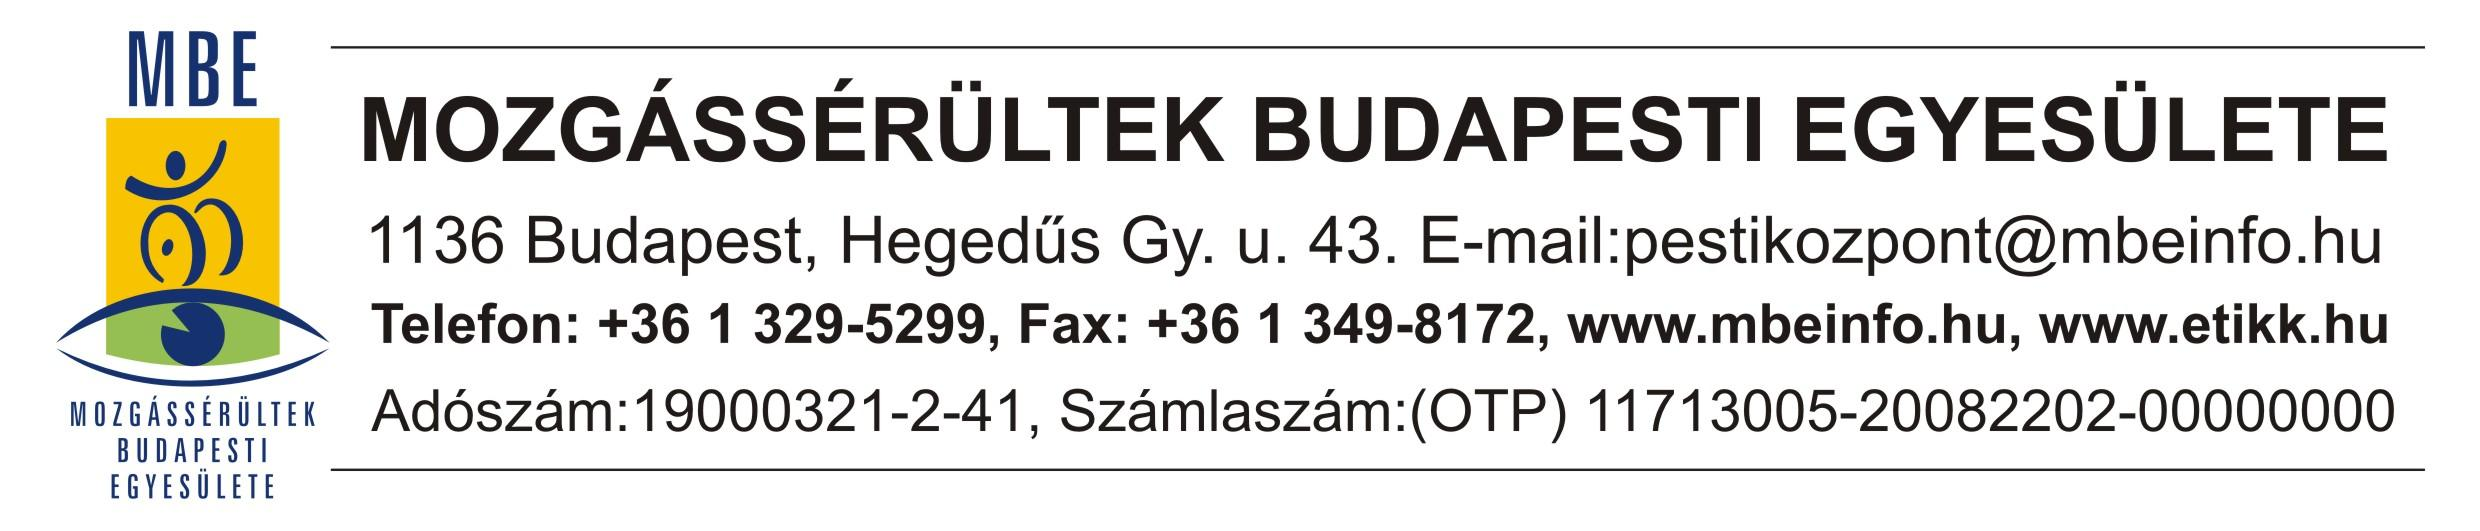 MBE
MOZGÁSSÉRÜLTEK
BUDAPESTI
EGYESÜLETE
MOZGÁSSÉRÜLTEK BUDAPESTI EGYESÜLETE
1136 Budapest, Hegedűs Gy. u. 43. E-mail:pestikozpont@mbeinfo.hu
Telefon: +36 1 329-5299, Fax: +36 1 349-8172, www.mbeinfo.hu, www.etikk.hu
Adószám:19000321-2-41, Számlaszám:(OTP) 11713005-20082202-00000000